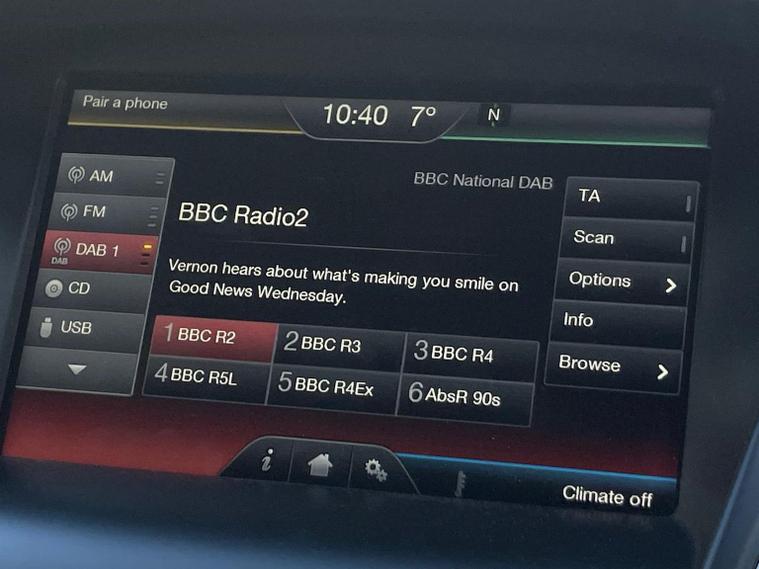 Pair a phone
10:40 7° N
BBC National DAB
AM
FM
DAB 1
DAB
CD
USB
BBC Radio2
Vernon hears about what's making you smile on
Good News Wednesday.
1 BBC R2
2 BBC R3
3 BBC R4
4 BBC R5L
5 BBC R4Ex
6 AbsR 90s
TA
Scan
Options
Info
Browse
i
Climate off